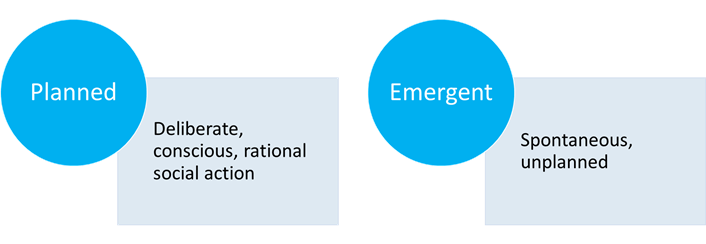 Planned
Deliberate,
conscious, rational
social action
Emergent
Spontaneous,
unplanned